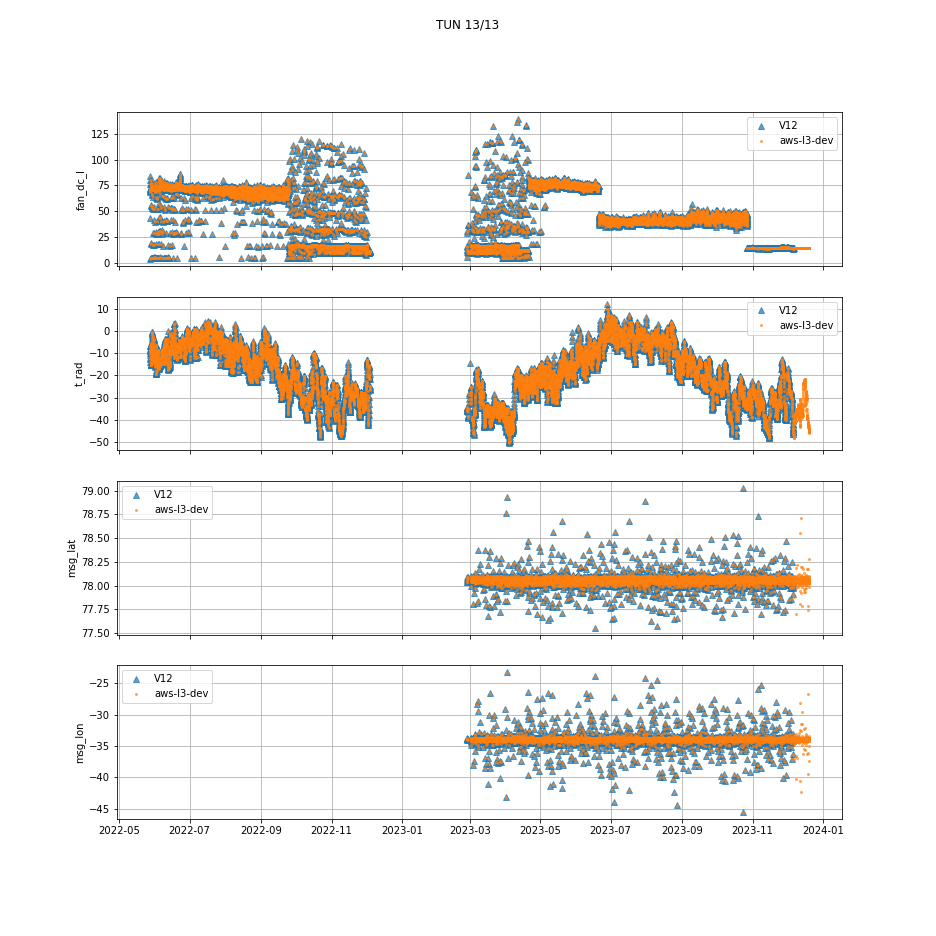 TUN 13/13
125
100
75
50
25
0
fan_dc_l
V12
aws-l3-dev
10
0
−10
−20
−30
−40
−50
t_rad
V12
aws-l3-dev
79.00
78.75
78.50
78.25
78.00
77.75
77.50
msg_lat
V12
aws-l3-dev
−25
−30
−35
−40
−45
msg_lon
V12
aws-l3-dev
2022-05 2022-07 2022-09 2022-11 2023-01 2023-03 2023-05 2023-07 2023-09 2023-11 2024-01